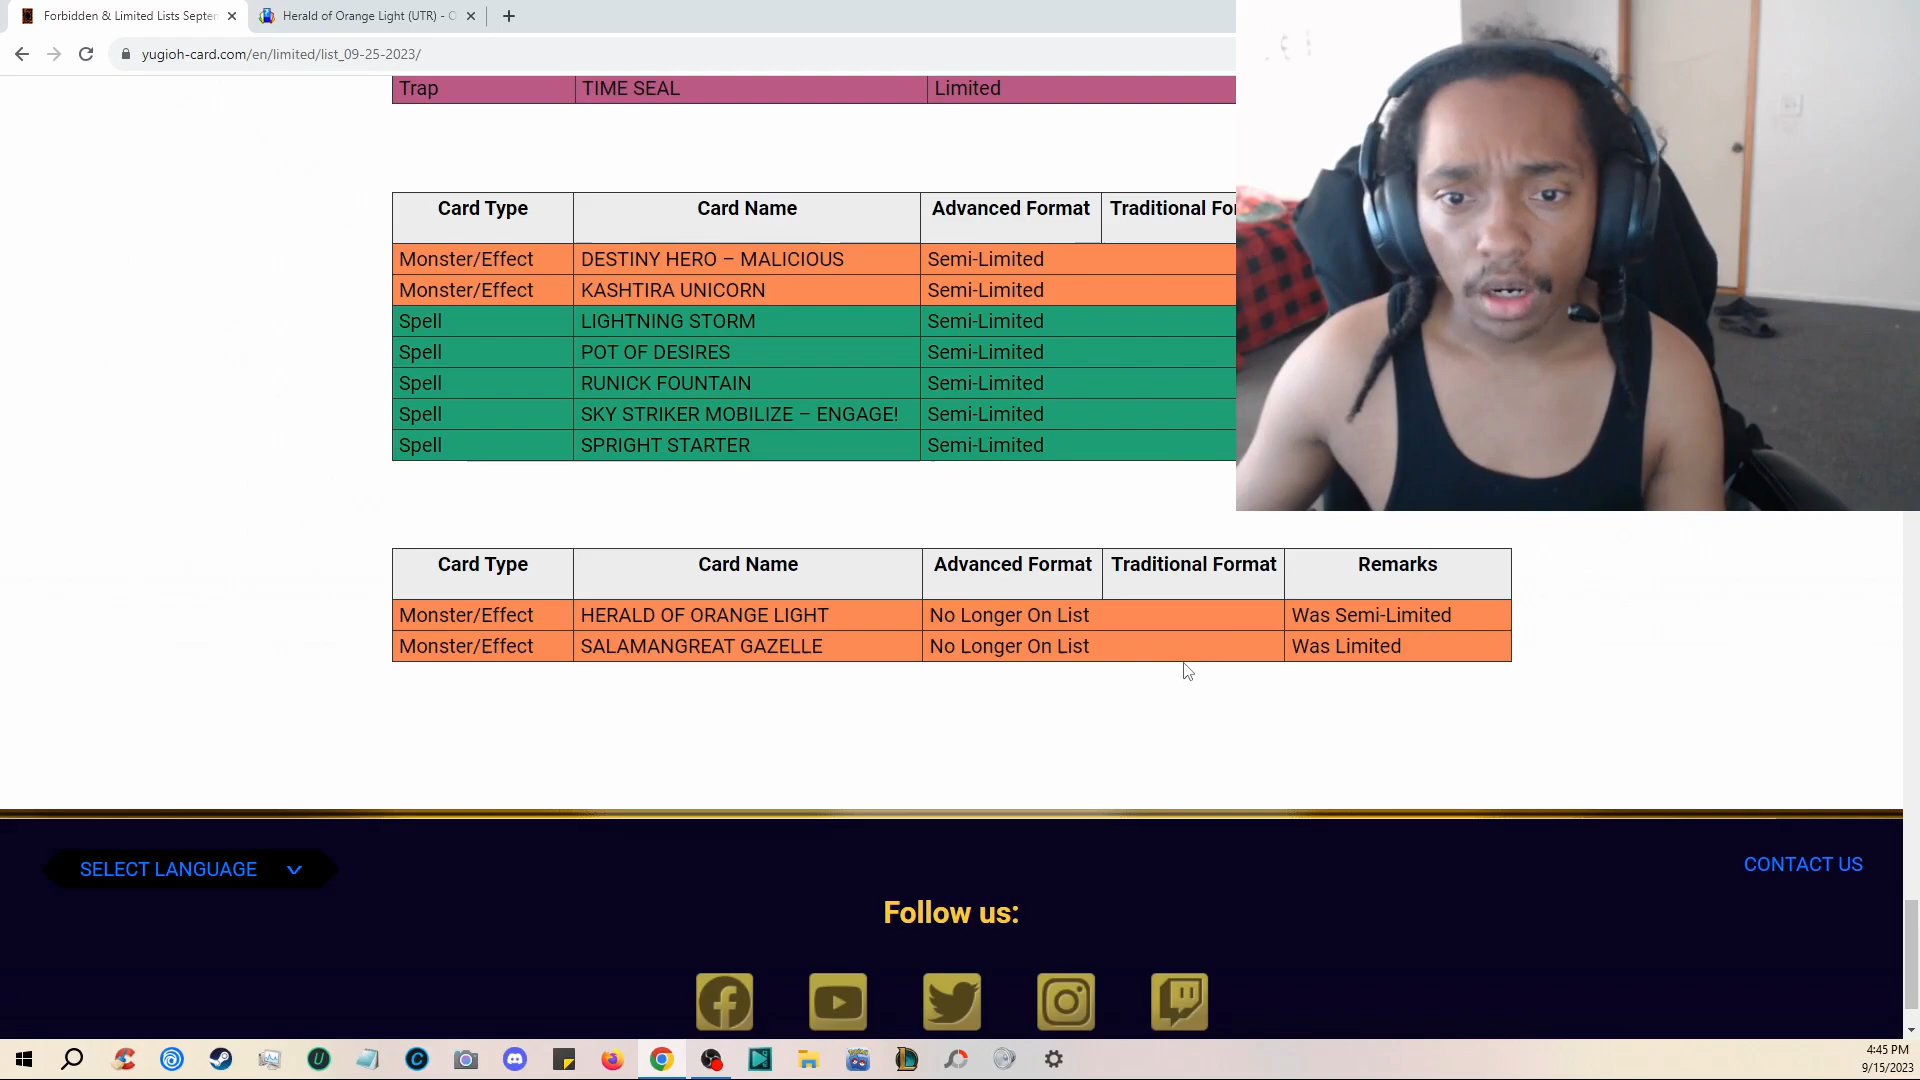 Forbidden & Limited Lists Septen
Herald of Orange Light (UTR) - O
yugioh-card.com/en/limited/list_09-25-2023/
Trap TIME SEAL Limited
Card Type Card Name Advanced Format Traditional For
Monster/Effect DESTINY HERO – MALICIOUS Semi-Limited
Monster/Effect KASHTIRA UNICORN Semi-Limited
Spell LIGHTNING STORM Semi-Limited
Spell POT OF DESIRES Semi-Limited
Spell RUNICK FOUNTAIN Semi-Limited
Spell SKY STRIKER MOBILIZE – ENGAGE! Semi-Limited
Spell SPRIGHT STARTER Semi-Limited
Card Type Card Name Advanced Format Traditional Format Remarks
Monster/Effect HERALD OF ORANGE LIGHT No Longer On List Was Semi-Limited
Monster/Effect SALAMANGREAT GAZELLE No Longer On List Was Limited
SELECT LANGUAGE
CONTACT US
Follow us:
4:45 PM
9/15/2023